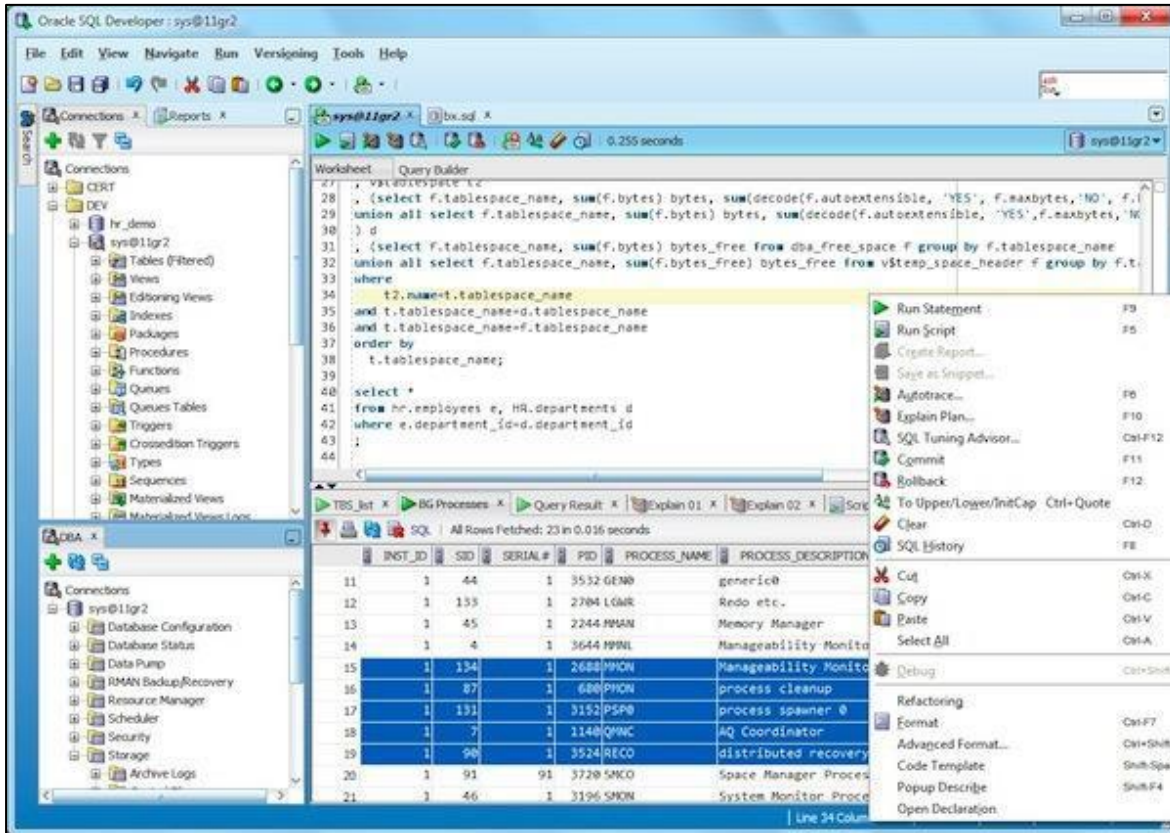 Oracle SQL Developer : sys@11gr2
File Edit View Navigate Run Versioning Tools Help
Search
Connections
Reports
Connections
CERT
DEV
hr_demo
sys@11gr2
Tables (Filtered)
Views
Editioning Views
Indexes
Packages
Procedures
Functions
Queues
Queues Tables
Triggers
Crossedition Triggers
Types
Sequences
Materialized Views
Materialized Views Logs
DBA
Connections
sys@11gr2
Database Configuration
Database Status
Data Pump
RMAN Backup/Recovery
Resource Manager
Scheduler
Security
Storage
Archive Logs
sys@11gr2
bx.sql
0.255 seconds
sys@11gr2
Worksheet Query Builder
27 , v$tablespace t2
28 , (select f.tablespace_name, sum(f.bytes) bytes, sum(decode(f.autoextensible, 'YES', f.maxbytes,'NO', f.
29 union all select f.tablespace_name, sum(f.bytes) bytes, sum(decode(f.autoextensible, 'YES',f.maxbytes,
30 ) d
31 , (select f.tablespace_name, sum(f.bytes) bytes_free from dba_free_space f group by f.tablespace_name
32 union all select f.tablespace_name, sum(f.bytes_free) bytes_free from v$temp_space_header f group by f.t
33 where
34 t2.name=t.tablespace_name
35 and t.tablespace_name=d.tablespace_name
36 and t.tablespace_name=f.tablespace_name
37 order by
38 t.tablespace_name;
39
40 select *
41 from hr.employees e, HR.departments d
42 where e.department_id=d.department_id
43 ;
44
TBS_list BG Processes Query Result Explain 01 Explain 02
SQL | All Rows Fetched: 23 in 0.016 seconds
INST_ID SID SERIAL# PID PROCESS_NAME PROCESS_DESCRIPTION
11 1 44 1 3532 GEN0 generic0
12 1 133 1 2704 LGWR Redo etc.
13 1 45 1 2244 MMAN Memory Manager
14 1 4 1 3644 MMNL Manageability Monito
15 1 134 1 2688 MMON Manageability Monito
16 1 87 1 680 PMON process cleanup
17 1 131 1 3152 PSP0 process spawner 0
18 1 7 1 1140 QMNC AQ Coordinator
19 1 90 1 3524 RECO distributed recovery
20 1 91 91 3720 SMCO Space Manager Proces
21 1 46 1 3196 SMON System Monitor Proce
Line 34 Colum
Run Statement F9
Run Script F5
Create Report...
Save as Snippet...
Autotrace... F6
Explain Plan... F10
SQL Tuning Advisor... Ctrl-F12
Commit F11
Rollback F12
To Upper/Lower/InitCap Ctrl+Quote
Clear Ctrl-D
SQL History F8
Cut Ctrl-X
Copy Ctrl-C
Paste Ctrl-V
Select All Ctrl-A
Debug Ctrl+Shift
Refactoring
Format Ctrl-F7
Advanced Format... Ctrl+Shift
Code Template Shift-Spa
Popup Describe Shift-F4
Open Declaration